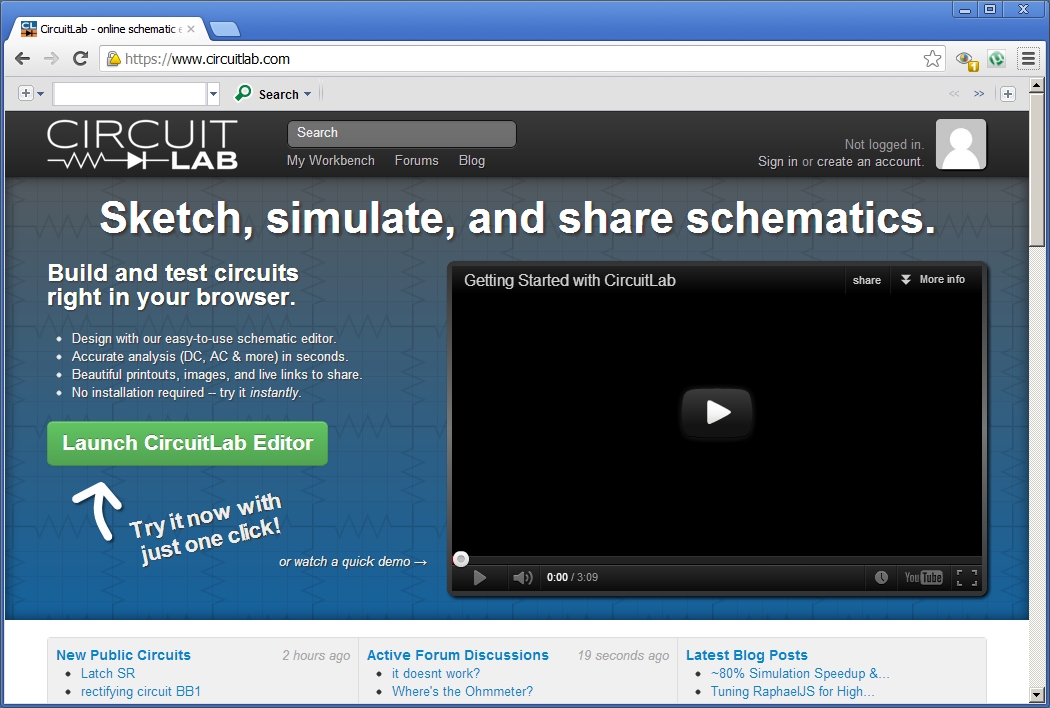 CircuitLab - online schematic e
https://www.circuitlab.com
1
Search
CIRCUIT
LAB
Search
My Workbench Forums Blog
Not logged in.
Sign in or create an account.
Sketch, simulate, and share schematics.
Build and test circuits
right in your browser.
Design with our easy-to-use schematic editor.
Accurate analysis (DC, AC & more) in seconds.
Beautiful printouts, images, and live links to share.
No installation required -- try it instantly.
Launch CircuitLab Editor
Try it now with
just one click!
or watch a quick demo →
Getting Started with CircuitLab
share
More info
0:00 / 3:09
YouTube
New Public Circuits 2 hours ago
Latch SR
rectifying circuit BB1
Active Forum Discussions 19 seconds ago
it doesnt work?
Where's the Ohmmeter?
Latest Blog Posts
~80% Simulation Speedup &...
Tuning RaphaelJS for High...